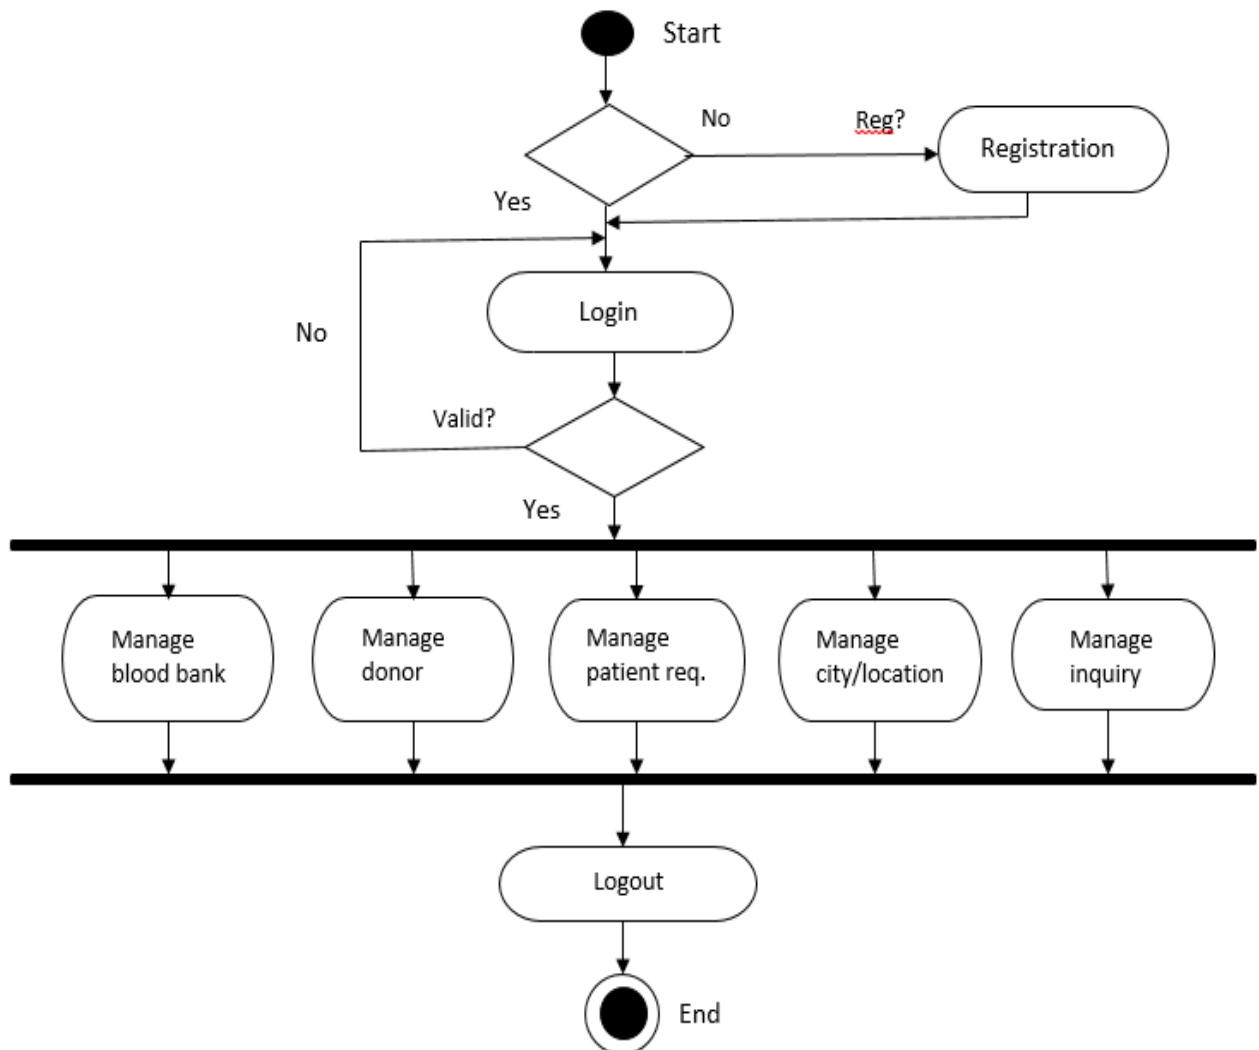 Start
No
Reg?
Registration
Yes
Login
No
Valid?
Yes
Manage
blood bank
Manage
donor
Manage
patient req.
Manage
city/location
Manage
inquiry
Logout
End